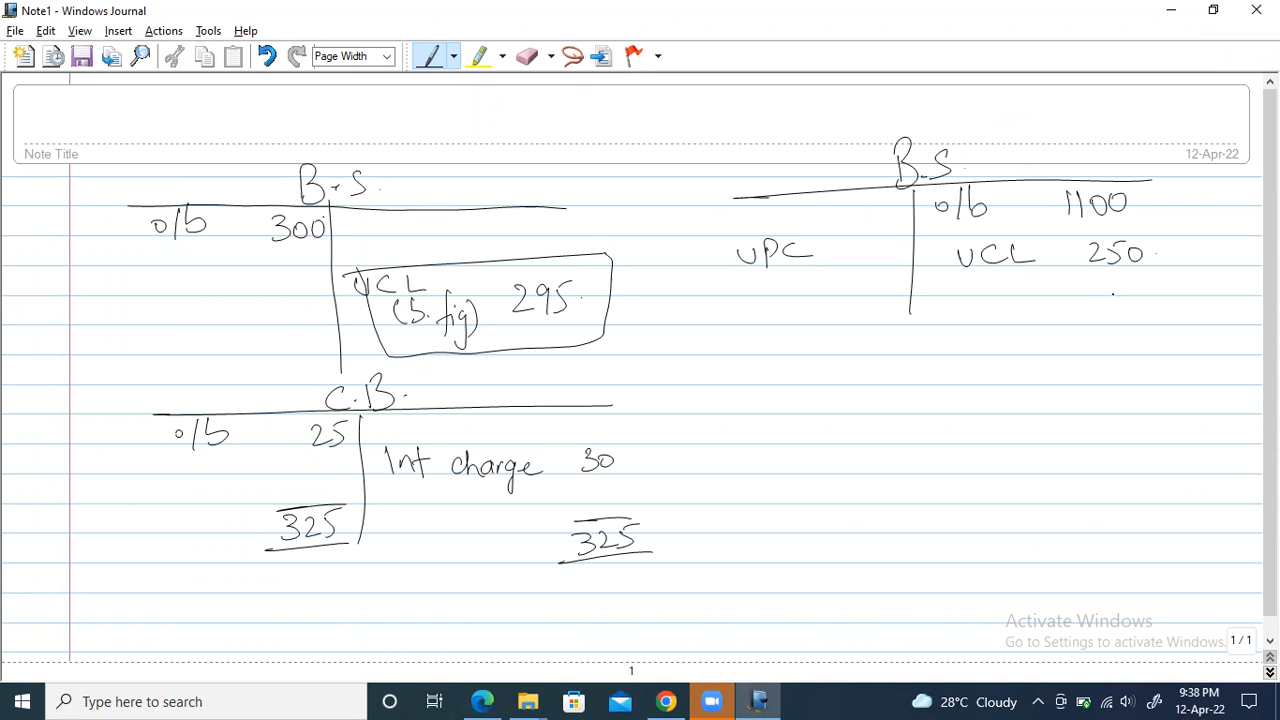 Note1 - Windows Journal
File Edit View Insert Actions Tools Help
Page Width
Note Title
12-Apr-22
B.S.
o/b 300
UCL
(b.fig) 295
C.B.
o/b 25
Int charge 30
325 325
B.S
o/b 1100
UPC UCL 250
Activate Windows
Go to Settings to activate Windows.
1 / 1
1
Type here to search
28°C Cloudy
9:38 PM
12-Apr-22